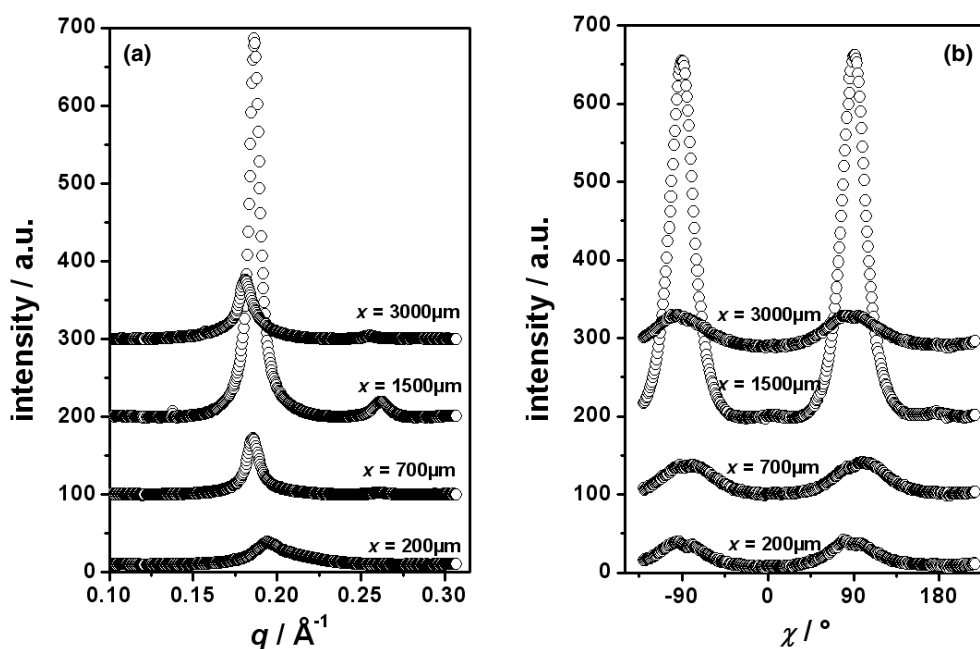 (a)
700
600
500
400
300
200
100
0
intensity / a.u.
x = 3000µm
x = 1500µm
x = 700µm
x = 200µm
0.10 0.15 0.20 0.25 0.30
q / Å-1
(b)
700
600
500
400
300
200
100
0
intensity / a.u.
x = 3000µm
x = 1500µm
x = 700µm
x = 200µm
-90 0 90 180
χ / °